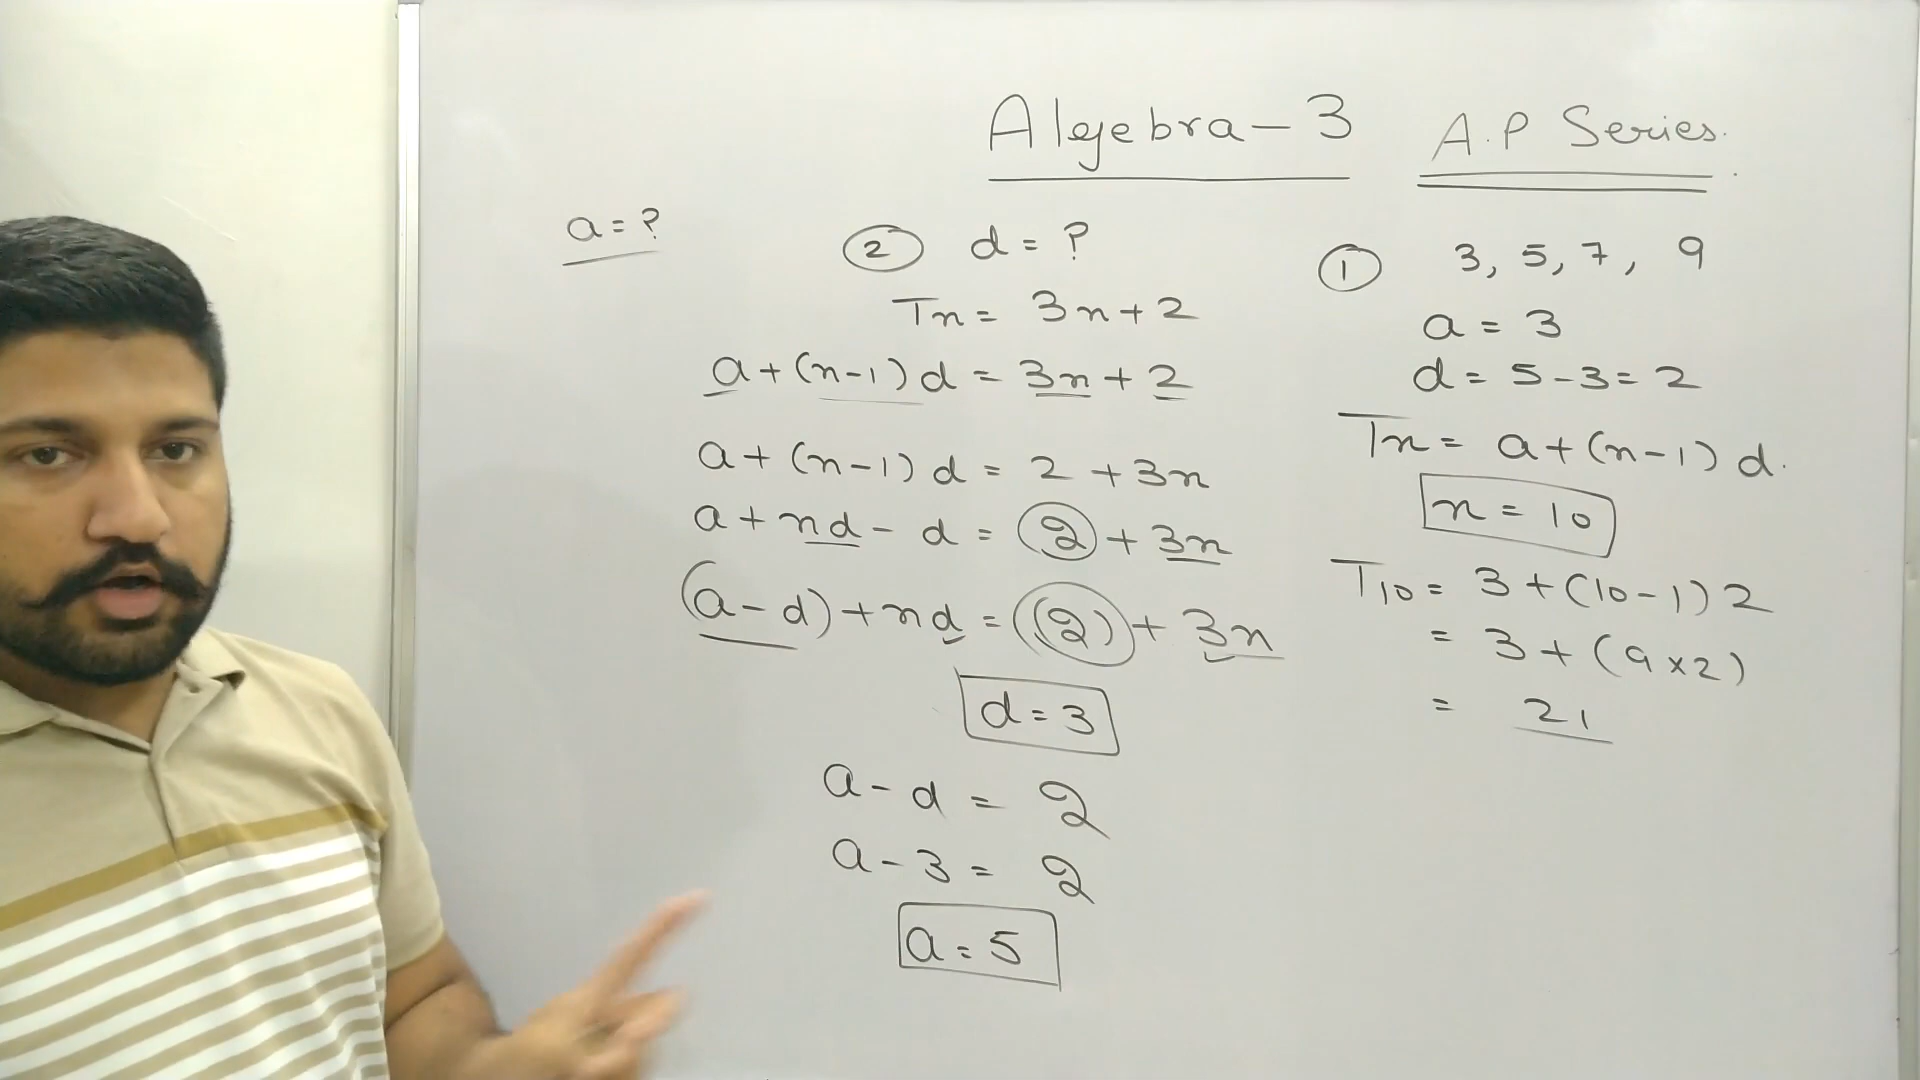 Algebra-3 A.P Series.
a = ?
② d = ?
Tn = 3n+2
a+(n-1)d = 3n+2
a+(n-1)d = 2+3n
a+nd-d = 2+3n
(a-d)+nd = (2)+3n
d=3
a-d = 2
a-3 = 2
a=5
① 3, 5, 7, 9
a = 3
d = 5-3=2
Tn = a+(n-1)d.
n = 10
T10 = 3+(10-1)2
= 3+(9x2)
= 21